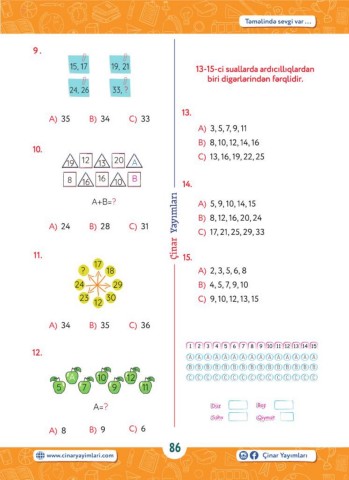 Təməlində sevgi var ...
9.
15, 17 19, 21
24, 26 33, ?
A) 35 B) 34 C) 33
10.
19 12 13 20 A
8 16 16 10 B
A+B=?
A) 24 B) 28 C) 31
11.
17
? 18
24 29
23 30
12
A) 34 B) 35 C) 36
12.
A 10 12
5 7 9 11
A=?
A) 8 B) 9 C) 6
Çinar Yayımları
13-15-ci suallarda ardıcıllıqlardan
biri digərlərindən fərqlidir.
13.
A) 3, 5, 7, 9, 11
B) 8, 10, 12, 14, 16
C) 13, 16, 19, 22, 25
14.
A) 5, 9, 10, 14, 15
B) 8, 12, 16, 20, 24
C) 17, 21, 25, 29, 33
15.
A) 2, 3, 5, 6, 8
B) 4, 5, 7, 9, 10
C) 9, 10, 12, 13, 15
1 2 3 4 5 6 7 8 9 10 11 12 13 14 15
A A A A A A A A A A A A A A A
B B B B B B B B B B B B B B B
C C C C C C C C C C C C C C C
Düz Boş
Səhv Qiymət
86
www.cinaryayimlari.com
Çinar Yayımları